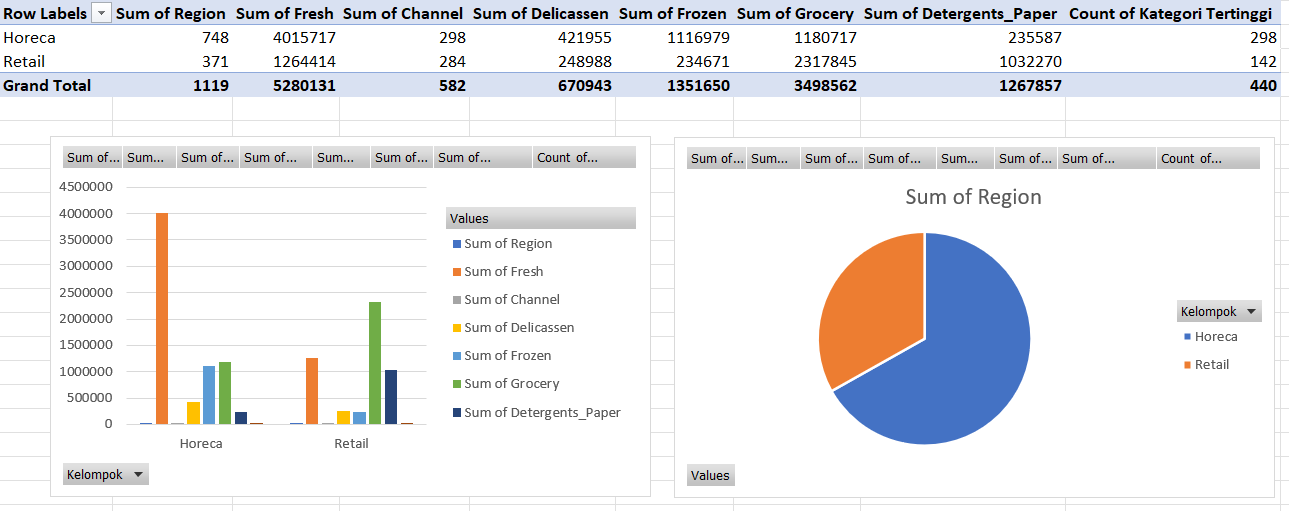 Row Labels Sum of Region Sum of Fresh Sum of Channel Sum of Delicassen Sum of Frozen Sum of Grocery Sum of Detergents_Paper Count of Kategori Tertinggi
Horeca 748 4015717 298 421955 1116979 1180717 235587 298
Retail 371 1264414 284 248988 234671 2317845 1032270 142
Grand Total 1119 5280131 582 670943 1351650 3498562 1267857 440
Sum of... Sum... Sum of... Sum of... Sum... Sum of... Sum of... Count of...
4500000
4000000
3500000
3000000
2500000
2000000
1500000
1000000
500000
0
Horeca Retail
Values
Sum of Region
Sum of Fresh
Sum of Channel
Sum of Delicassen
Sum of Frozen
Sum of Grocery
Sum of Detergents_Paper
Kelompok
Sum of... Sum... Sum of... Sum of... Sum... Sum of... Sum of... Count of...
Sum of Region
Kelompok
Horeca
Retail
Values